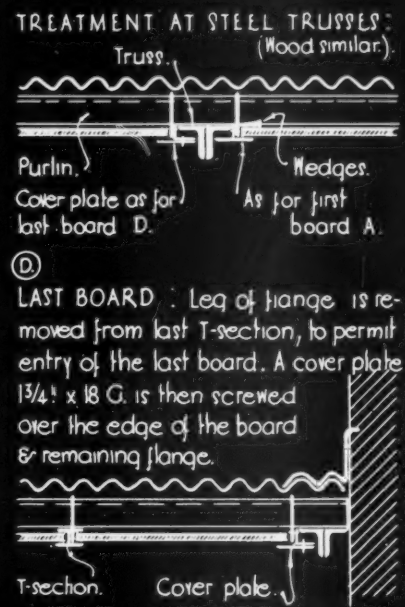 TREATMENT AT STEEL TRUSSES:
(Wood similar.)
Truss.
Purlin.
Wedges.
Cover plate as for
last board D.
As for first
board A.
D.
LAST BOARD : Leg of flange is re-
moved from last T-section, to permit
entry of the last board. A cover plate
1 3/4" x 18 G. is then screwed
over the edge of the board
& remaining flange.
T-section.
Cover plate.